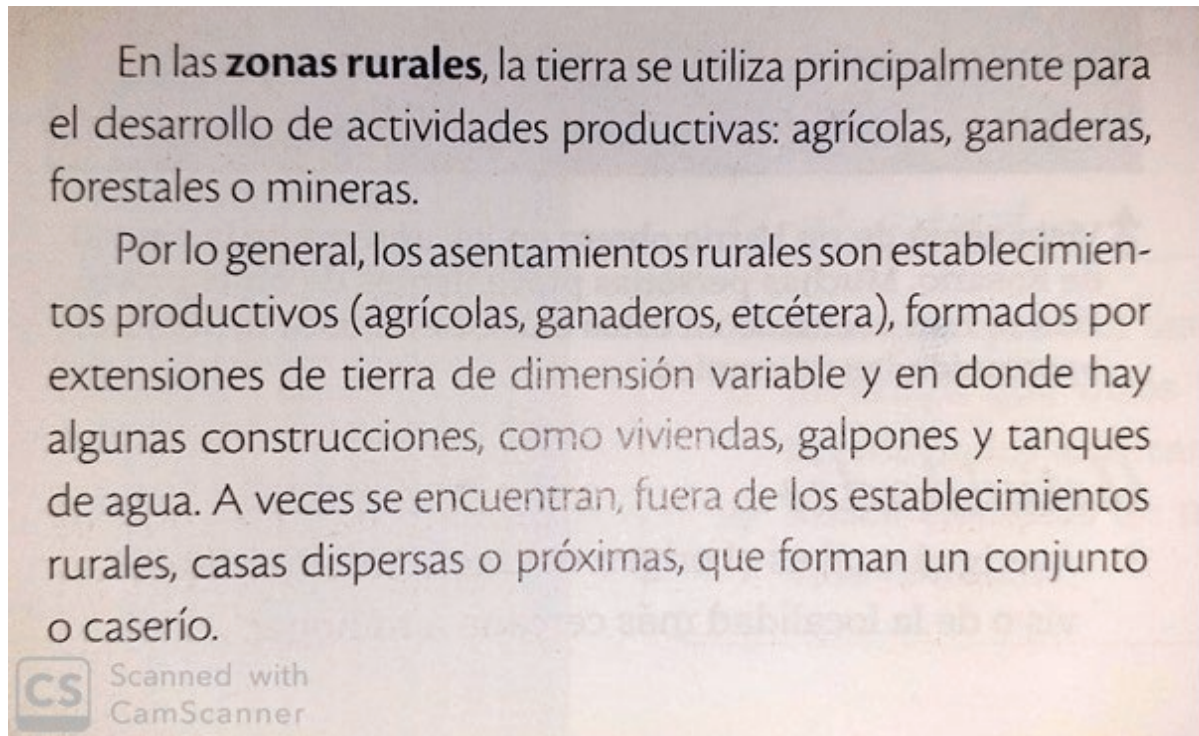 En las zonas rurales, la tierra se utiliza principalmente para
el desarrollo de actividades productivas: agrícolas, ganaderas,
forestales o mineras.
Por lo general, los asentamientos rurales son establecimien-
tos productivos (agrícolas, ganaderos, etcétera), formados por
extensiones de tierra de dimensión variable y en donde hay
algunas construcciones, como viviendas, galpones y tanques
de agua. A veces se encuentran, fuera de los establecimientos
rurales, casas dispersas o próximas, que forman un conjunto
o caserío.
CS Scanned with
CamScanner